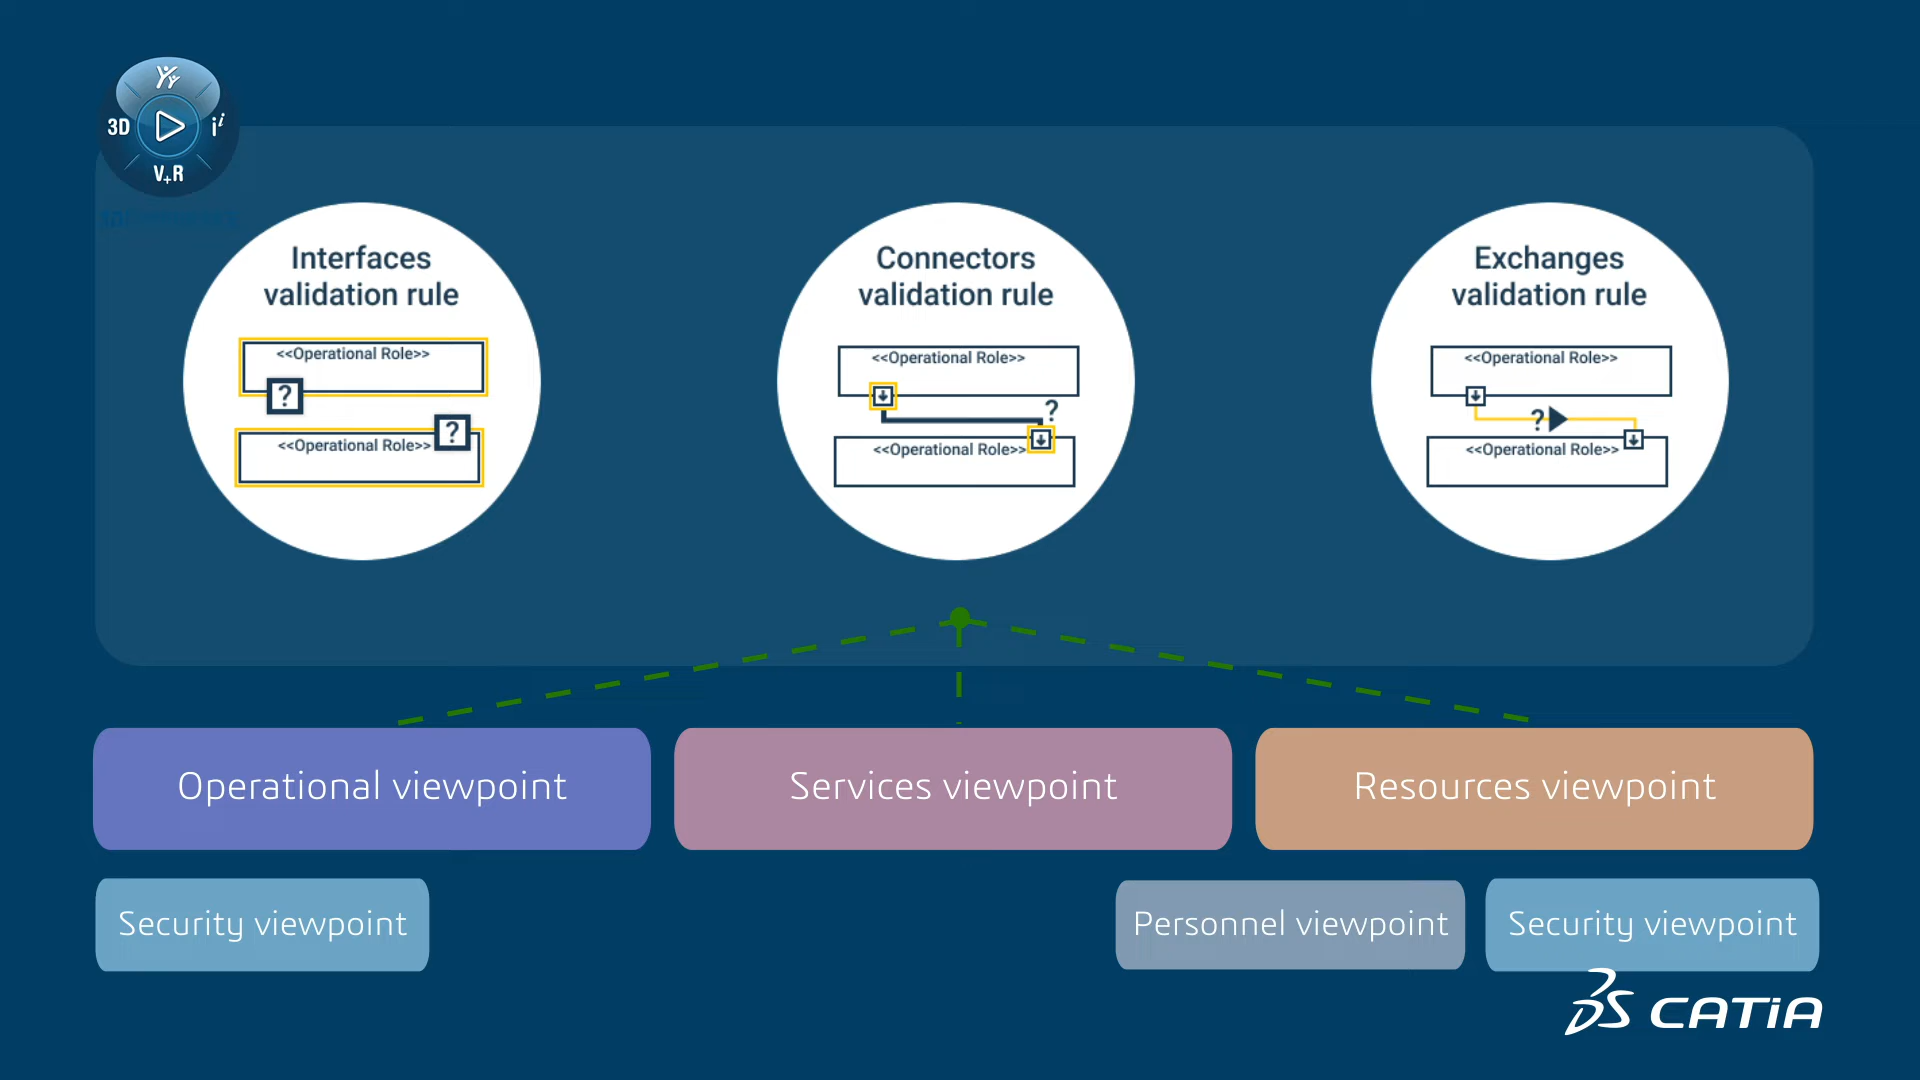 3D
i
V+R
Interfaces
validation rule
<<Operational Role>>
?
?
<<Operational Role>>
Connectors
validation rule
<<Operational Role>>
?
<<Operational Role>>
Exchanges
validation rule
<<Operational Role>>
?
<<Operational Role>>
Operational viewpoint
Services viewpoint
Resources viewpoint
Security viewpoint
Personnel viewpoint
Security viewpoint
CATIA